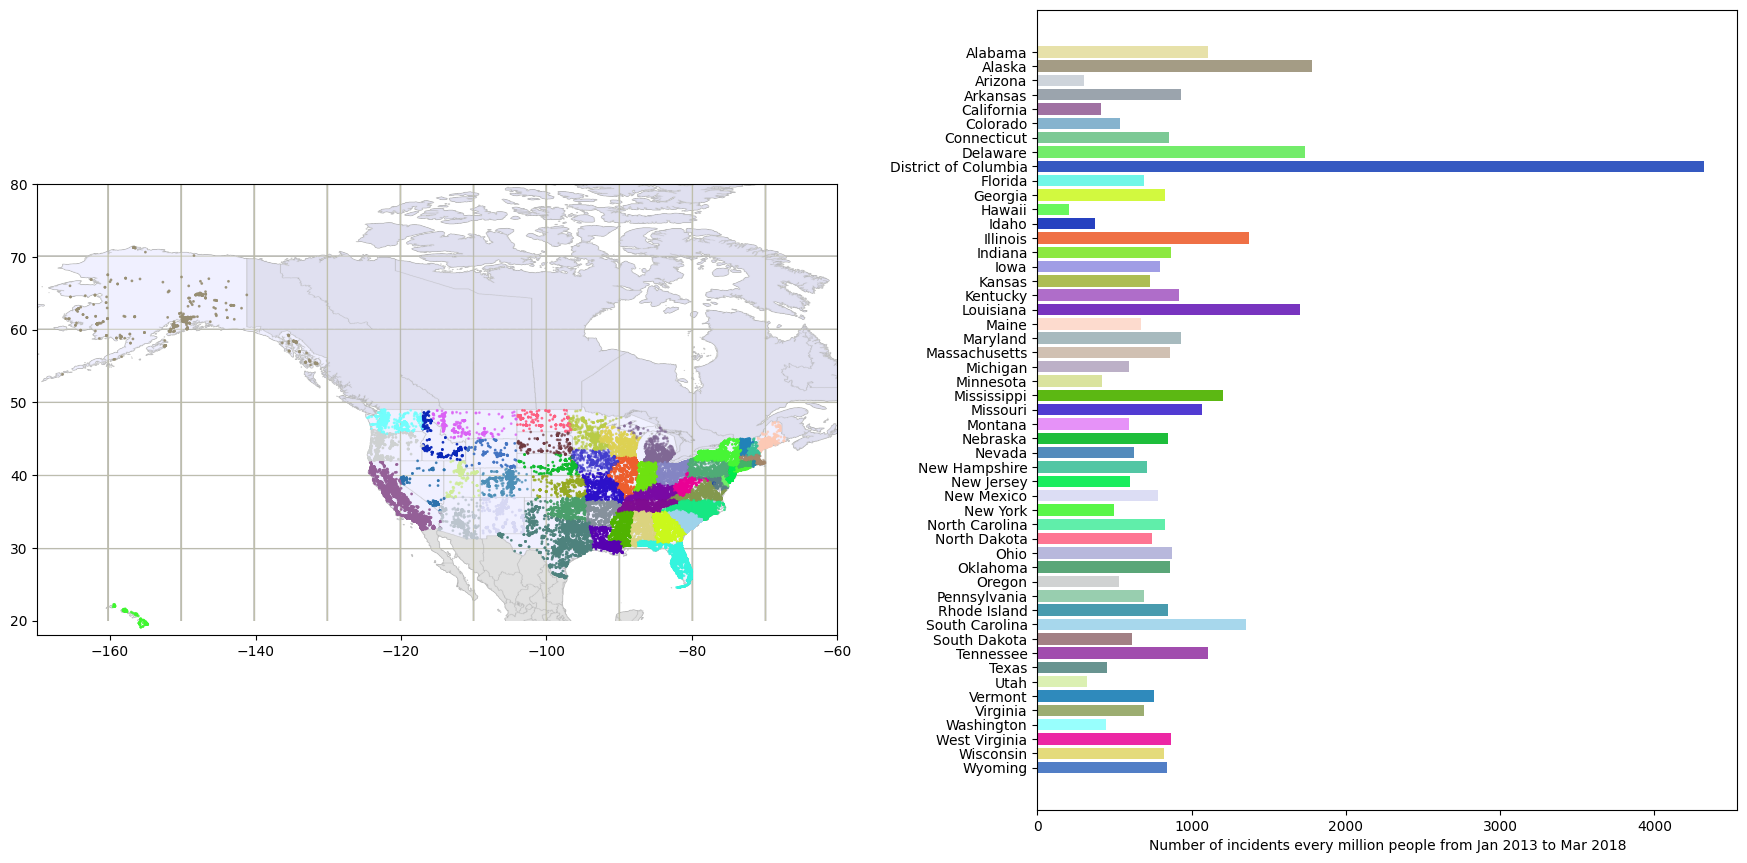 80
70
60
50
40
30
20
−160
−140
−120
−100
−80
−60
Alabama
Alaska
Arizona
Arkansas
California
Colorado
Connecticut
Delaware
District of Columbia
Florida
Georgia
Hawaii
Idaho
Illinois
Indiana
Iowa
Kansas
Kentucky
Louisiana
Maine
Maryland
Massachusetts
Michigan
Minnesota
Mississippi
Missouri
Montana
Nebraska
Nevada
New Hampshire
New Jersey
New Mexico
New York
North Carolina
North Dakota
Ohio
Oklahoma
Oregon
Pennsylvania
Rhode Island
South Carolina
South Dakota
Tennessee
Texas
Utah
Vermont
Virginia
Washington
West Virginia
Wisconsin
Wyoming
0
1000
2000
3000
4000
Number of incidents every million people from Jan 2013 to Mar 2018